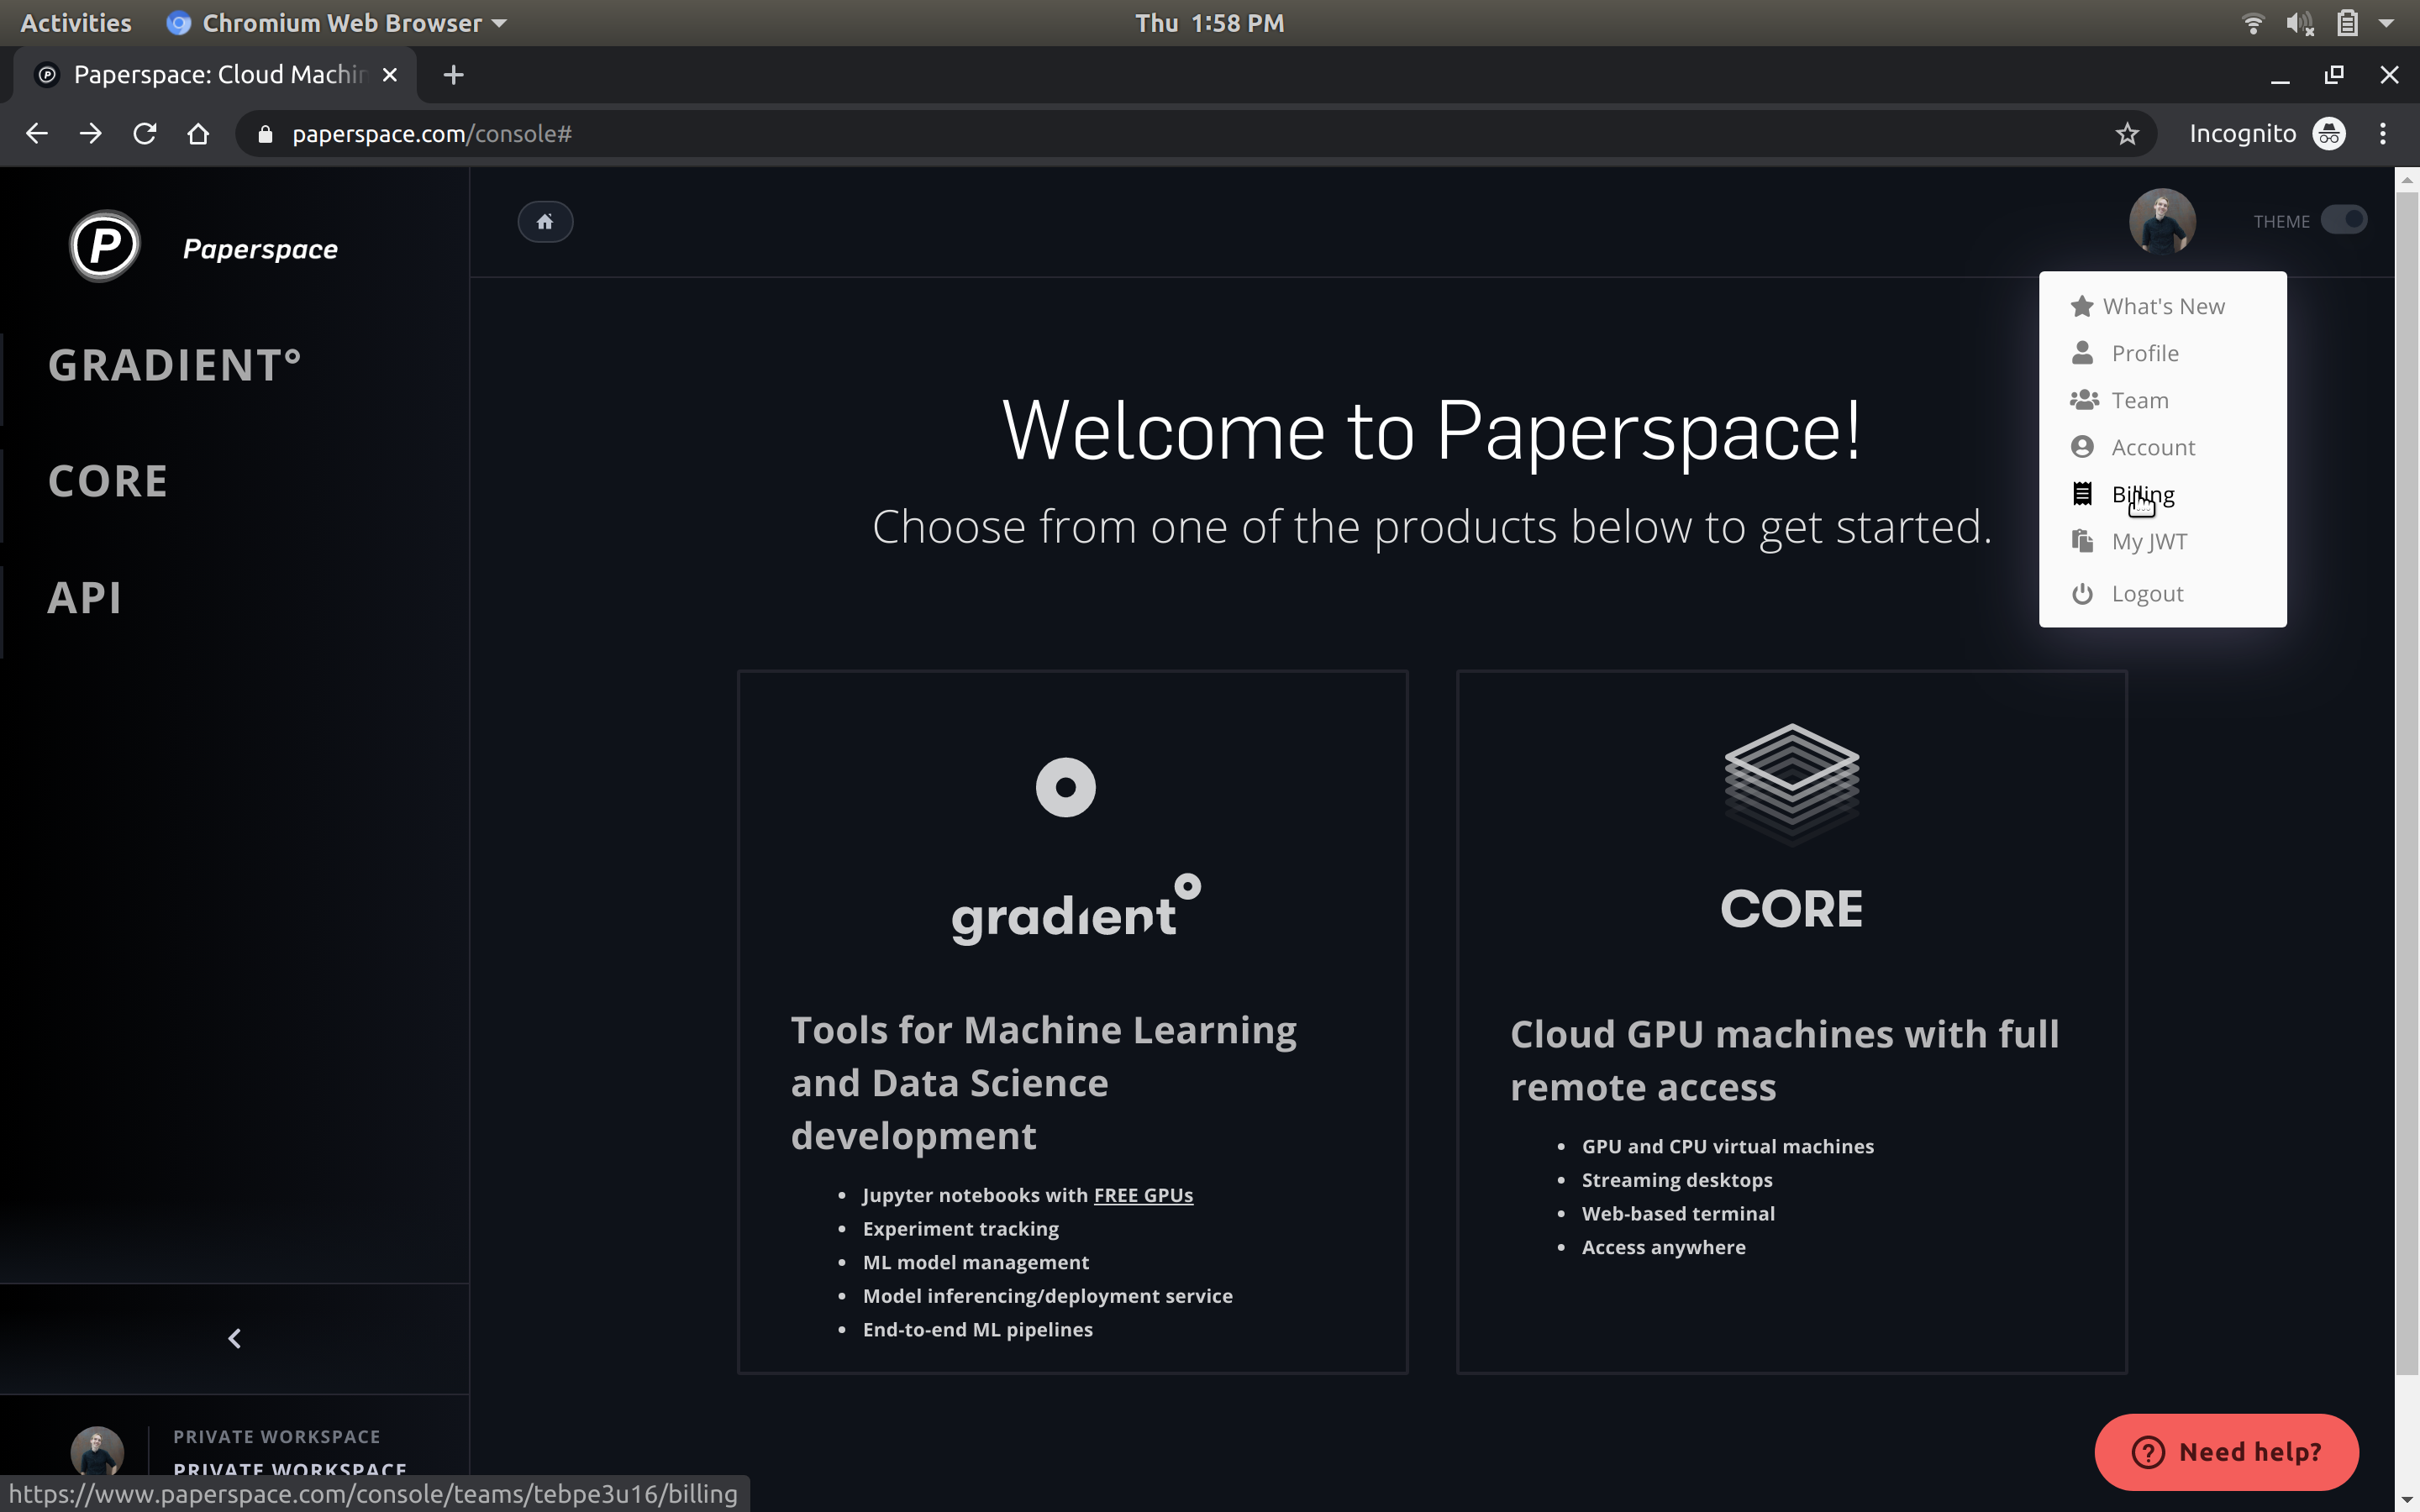 Activities Chromium Web Browser Thu 1:58 PM
Paperspace: Cloud Machin
paperspace.com/console# Incognito
P Paperspace
THEME
GRADIENT°
CORE
API
What's New
Profile
Team
Account
Billing
My JWT
Logout
Welcome to Paperspace!
Choose from one of the products below to get started.
gradient°
Tools for Machine Learning
and Data Science
development
• Jupyter notebooks with FREE GPUs
• Experiment tracking
• ML model management
• Model inferencing/deployment service
• End-to-end ML pipelines
CORE
Cloud GPU machines with full
remote access
• GPU and CPU virtual machines
• Streaming desktops
• Web-based terminal
• Access anywhere
PRIVATE WORKSPACE
PRIVATE WORKSPACE
? Need help?
https://www.paperspace.com/console/teams/tebpe3u16/billing